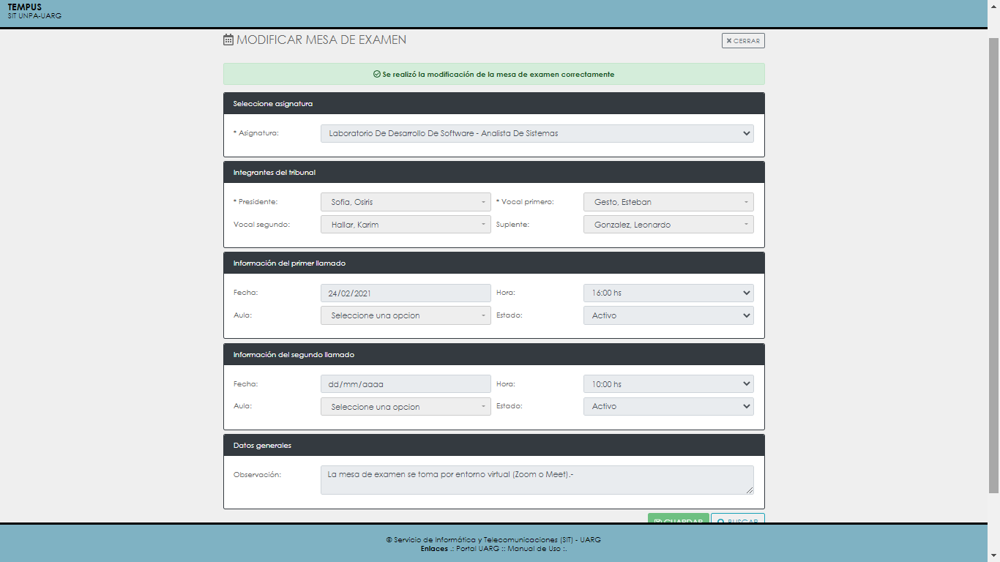 TEMPUS
SIT UNPA-UARG
MODIFICAR MESA DE EXAMEN
CERRAR
Se realizó la modificación de la mesa de examen correctamente
Seleccione asignatura
* Asignatura: Laboratorio De Desarrollo De Software - Analista De Sistemas
Integrantes del tribunal
* Presidente: Sofia, Osiris * Vocal primero: Gesto, Esteban
Vocal segundo: Hallar, Karim Suplente: Gonzalez, Leonardo
Información del primer llamado
Fecha: 24/02/2021 Hora: 16:00 hs
Aula: Seleccione una opcion Estado: Activo
Información del segundo llamado
Fecha: dd/mm/aaaa Hora: 10:00 hs
Aula: Seleccione una opcion Estado: Activo
Datos generales
Observación: La mesa de examen se toma por entorno virtual (Zoom o Meet).-
GUARDAR BUSCAR
© Servicio de Informática y Telecomunicaciones (SIT) - UARG
Enlaces .: Portal UARG :: Manual de Uso :.